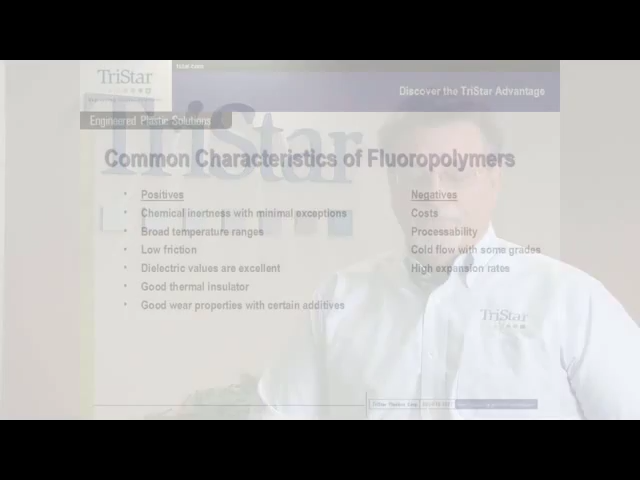 TriStar
Discover the TriStar Advantage
Engineered Plastic Solutions
TriStar
Common Characteristics of Fluoropolymers
Positives
Negatives
• Chemical inertness with minimal exceptions
Costs
• Broad temperature ranges
Processability
• Low friction
Cold flow with some grades
• Dielectric values are excellent
High expansion rates
• Good thermal insulator
• Good wear properties with certain additives
TriStar